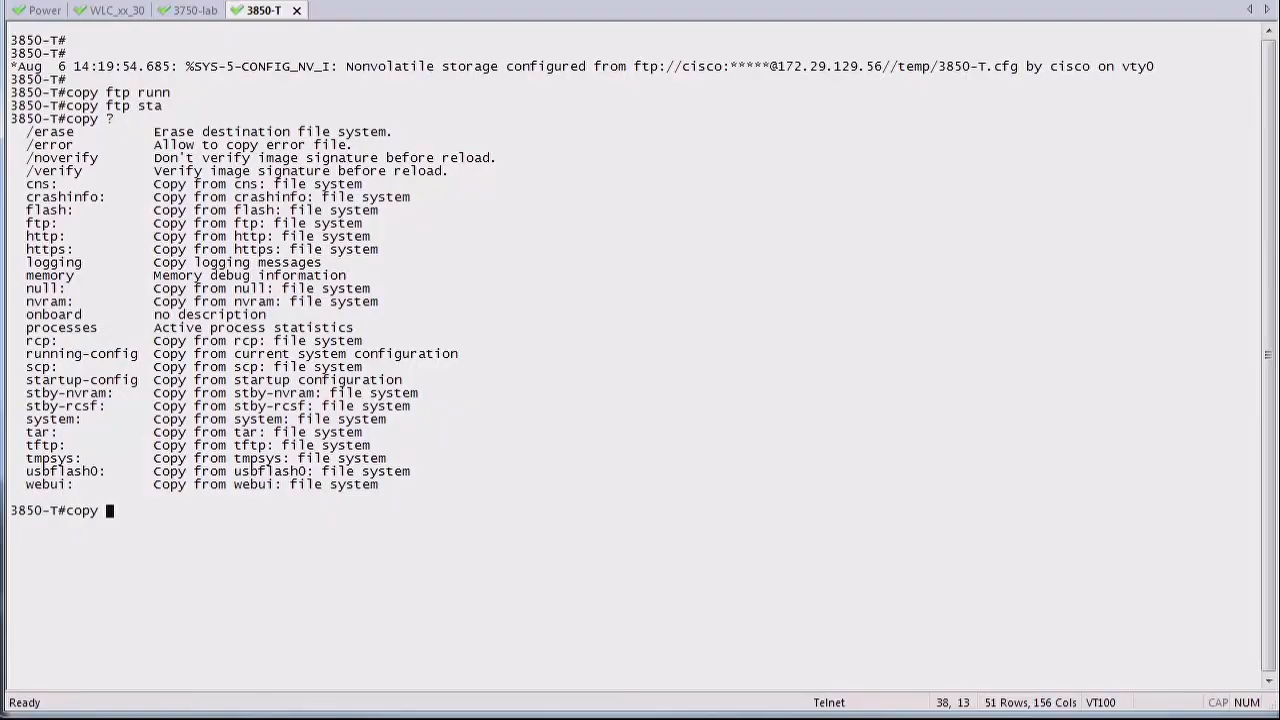 Power WLC_xx_30 3750-lab 3850-T
3850-T#
3850-T#
*Aug  6 14:19:54.685: %SYS-5-CONFIG_NV_I: Nonvolatile storage configured from ftp://cisco:*****@172.29.129.56//temp/3850-T.cfg by cisco on vty0
3850-T#
3850-T#copy ftp runn
3850-T#copy ftp sta
3850-T#copy ?
/erase Erase destination file system.
/error Allow to copy error file.
/noverify Don't verify image signature before reload.
/verify Verify image signature before reload.
cns: Copy from cns: file system
crashinfo: Copy from crashinfo: file system
flash: Copy from flash: file system
ftp: Copy from ftp: file system
http: Copy from http: file system
https: Copy from https: file system
logging Copy logging messages
memory Memory debug information
null: Copy from null: file system
nvram: Copy from nvram: file system
onboard no description
processes Active process statistics
rcp: Copy from rcp: file system
running-config Copy from current system configuration
scp: Copy from scp: file system
startup-config Copy from startup configuration
stby-nvram: Copy from stby-nvram: file system
stby-rcsf: Copy from stby-rcsf: file system
system: Copy from system: file system
tar: Copy from tar: file system
tftp: Copy from tftp: file system
tmpsys: Copy from tmpsys: file system
usbflash0: Copy from usbflash0: file system
webui: Copy from webui: file system
3850-T#copy
Ready Telnet 38, 13 51 Rows, 156 Cols VT100 CAP NUM